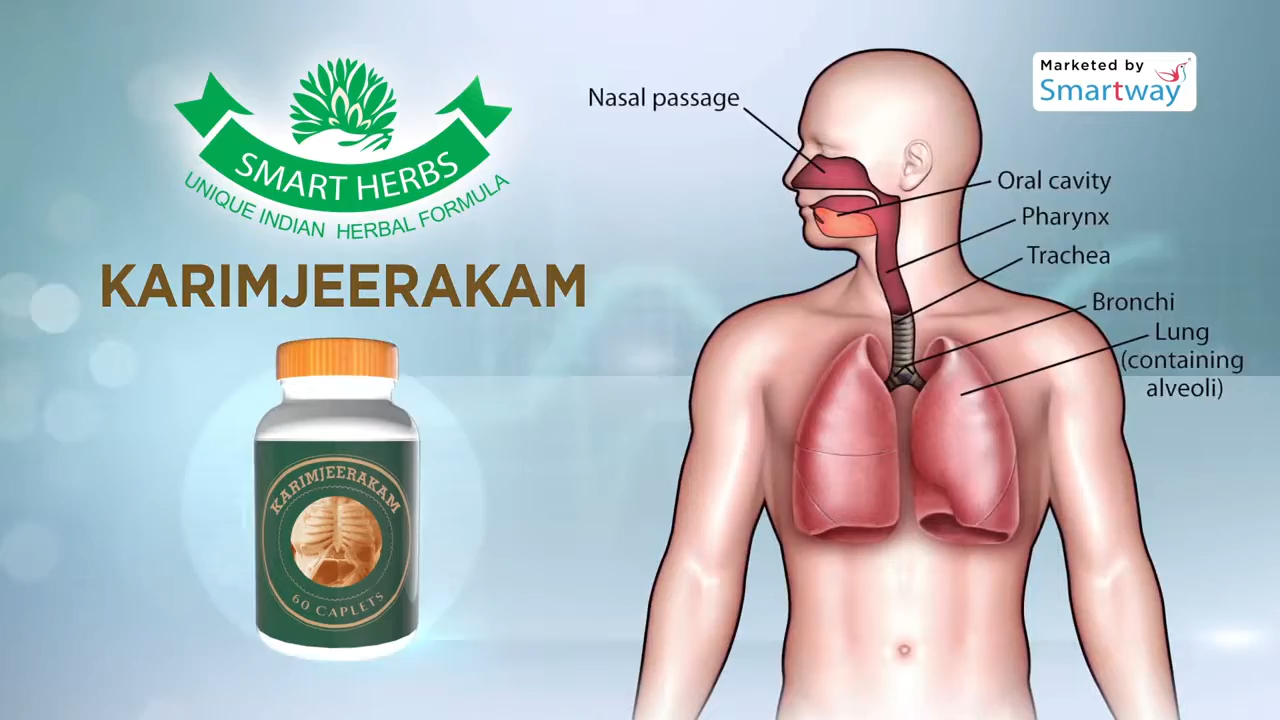 SMART HERBS
UNIQUE INDIAN HERBAL FORMULA
KARIMJEERAKAM
KARIMJEERAKAM
60 CAPLETS
Marketed by
Smartway
Nasal passage
Oral cavity
Pharynx
Trachea
Bronchi
Lung
(containing
alveoli)